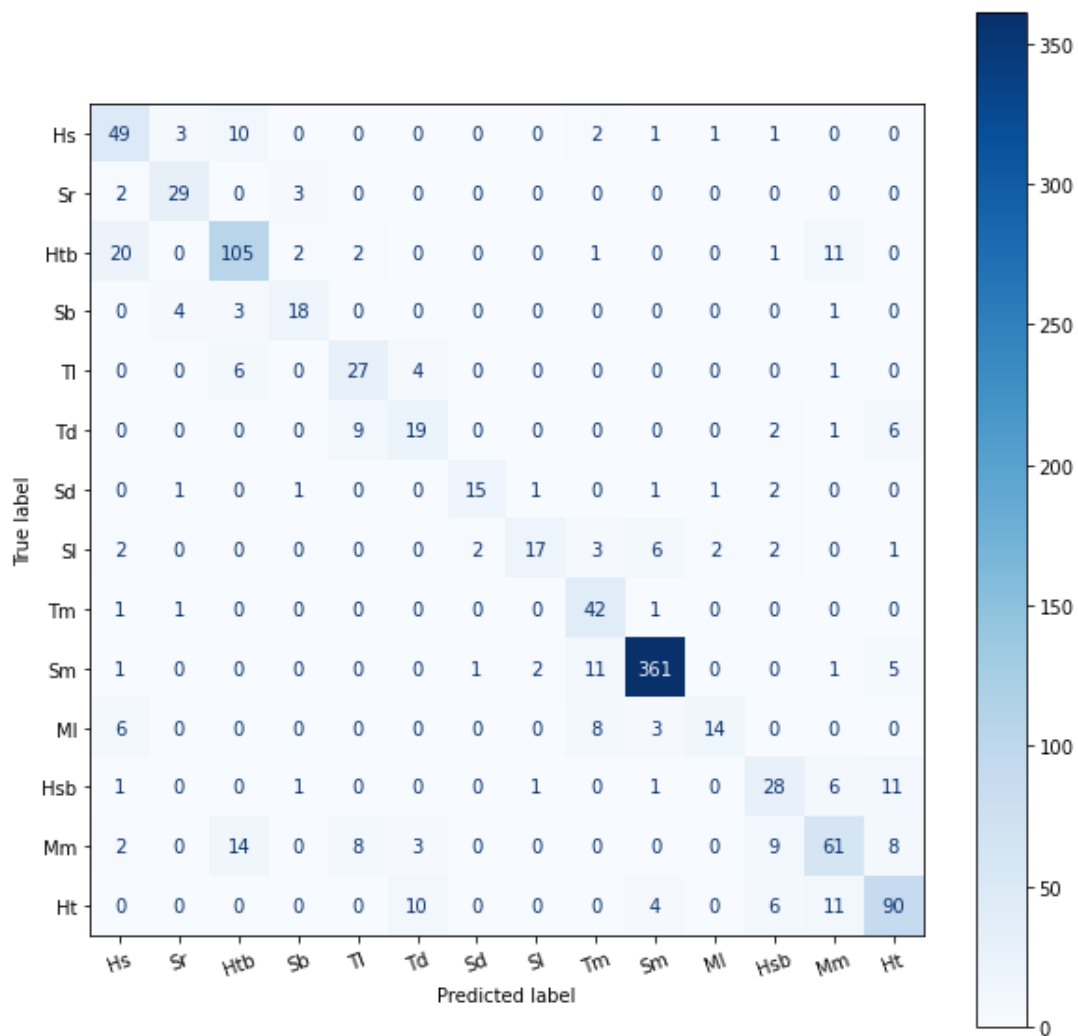 350
300
250
200
150
100
50
0
True label
Hs 49 3 10 0 0 0 0 0 2 1 1 1 0 0
Sr 2 29 0 3 0 0 0 0 0 0 0 0 0 0
Htb 20 0 105 2 2 0 0 0 1 0 0 1 11 0
Sb 0 4 3 18 0 0 0 0 0 0 0 0 1 0
Tl 0 0 6 0 27 4 0 0 0 0 0 0 1 0
Td 0 0 0 0 9 19 0 0 0 0 0 2 1 6
Sd 0 1 0 1 0 0 15 1 0 1 1 2 0 0
Sl 2 0 0 0 0 0 2 17 3 6 2 2 0 1
Tm 1 1 0 0 0 0 0 0 42 1 0 0 0 0
Sm 1 0 0 0 0 0 1 2 11 361 0 0 1 5
Ml 6 0 0 0 0 0 0 0 8 3 14 0 0 0
Hsb 1 0 0 1 0 0 0 1 0 1 0 28 6 11
Mm 2 0 14 0 8 3 0 0 0 0 0 9 61 8
Ht 0 0 0 0 0 10 0 0 0 4 0 6 11 90
Hs Sr Htb Sb Tl Td Sd Sl Tm Sm Ml Hsb Mm Ht
Predicted label